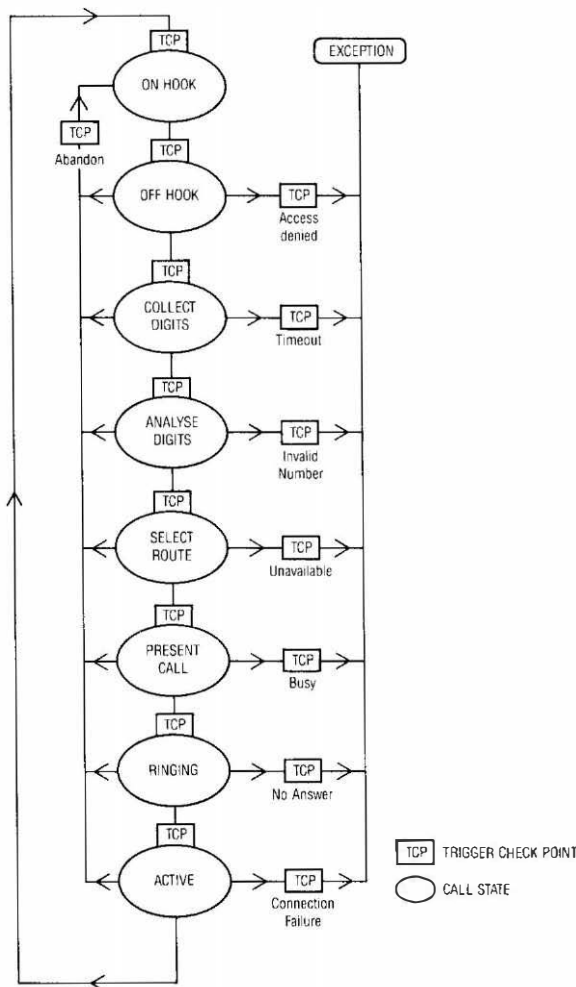 TCP
EXCEPTION
ON HOOK
TCP
Abandon
TCP
OFF HOOK
TCP
Access
denied
TCP
COLLECT
DIGITS
TCP
Timeout
TCP
ANALYSE
DIGITS
TCP
Invalid
Number
TCP
SELECT
ROUTE
TCP
Unavailable
TCP
PRESENT
CALL
TCP
Busy
TCP
RINGING
TCP
No Answer
TCP
ACTIVE
TCP
Connection
Failure
TCP TRIGGER CHECK POINT
CALL STATE